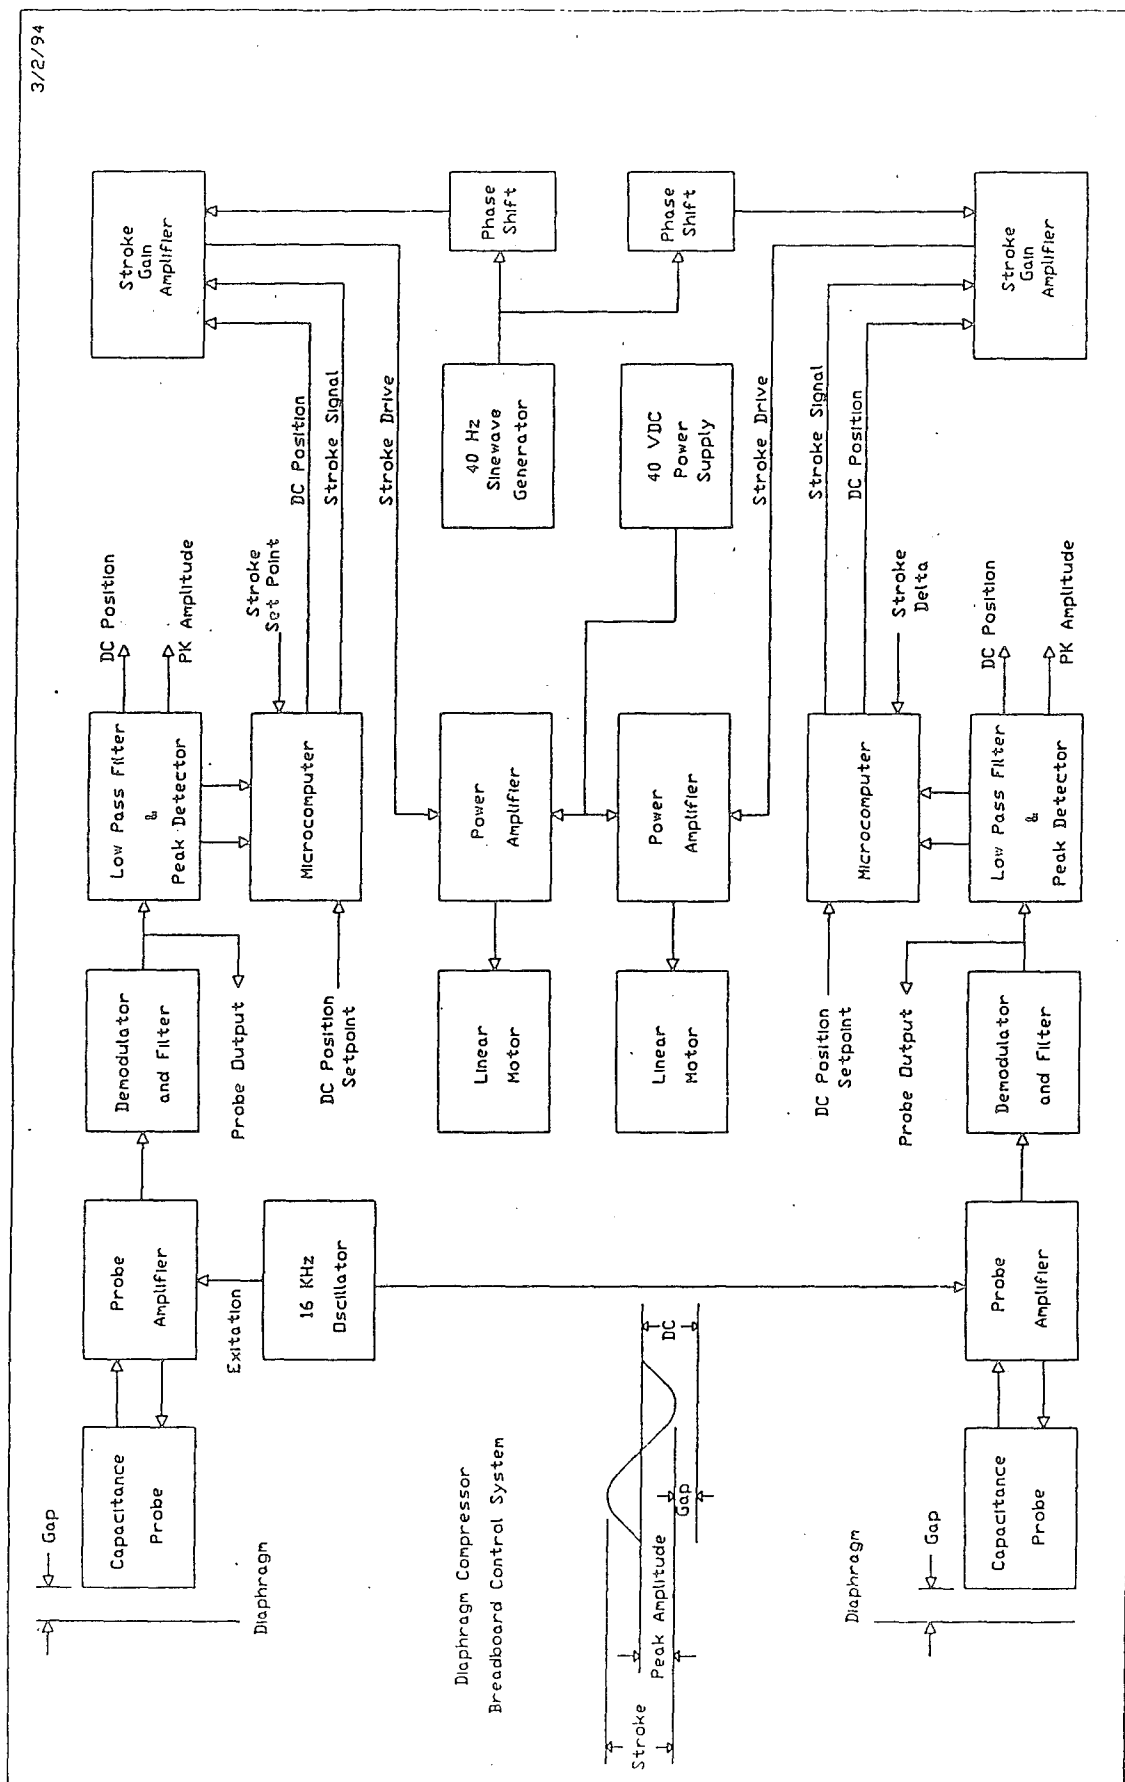 3/2/94
Gap
Diaphragm
Capacitance
Probe
Probe
Amplifier
Exitation
16 KHz
Oscillator
Demodulator
and Filter
Probe Output
Low Pass Filter
&
Peak Detector
DC Position
PK Amplitude
Stroke
Set Point
Microcomputer
DC Position
Setpoint
DC Position
Stroke Signal
Stroke Drive
Stroke
Gain
Amplifier
Phase
Shift
40 Hz
Sinewave
Generator
Power
Amplifier
Linear
Motor
Diaphragm Compressor
Breadboard Control System
Stroke
Peak Amplitude
Gap
DC
Linear
Motor
Power
Amplifier
40 VDC
Power
Supply
Phase
Shift
Stroke Drive
Stroke Signal
DC Position
DC Position
Setpoint
Microcomputer
Stroke
Delta
Probe Output
Diaphragm
Gap
Capacitance
Probe
Probe
Amplifier
Demodulator
and Filter
Low Pass Filter
&
Peak Detector
DC Position
PK Amplitude
Stroke
Gain
Amplifier